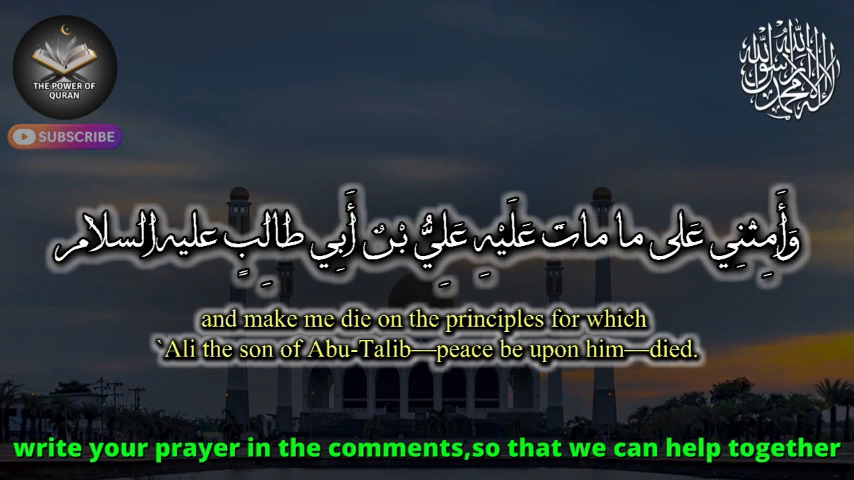 THE POWER OF
QURAN
SUBSCRIBE
لا إله إلا الله محمد رسول الله
وَأَمِتْنِي عَلى ما ماتَ عَلَيْهِ عَلِيُّ بْنُ أَبِي طالِبٍ عليه السلام
and make me die on the principles for which
`Ali the son of Abu-Talib—peace be upon him—died.
write your prayer in the comments,so that we can help together